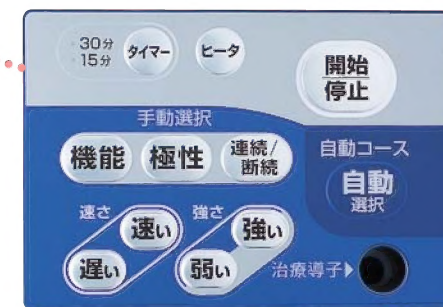 30分
15分
タイマー
ヒータ
開始
停止
手動選択
機能
極性
連続/
断続
自動コース
自動
選択
速さ
速い
遅い
強さ
強い
弱い
治療導子▶